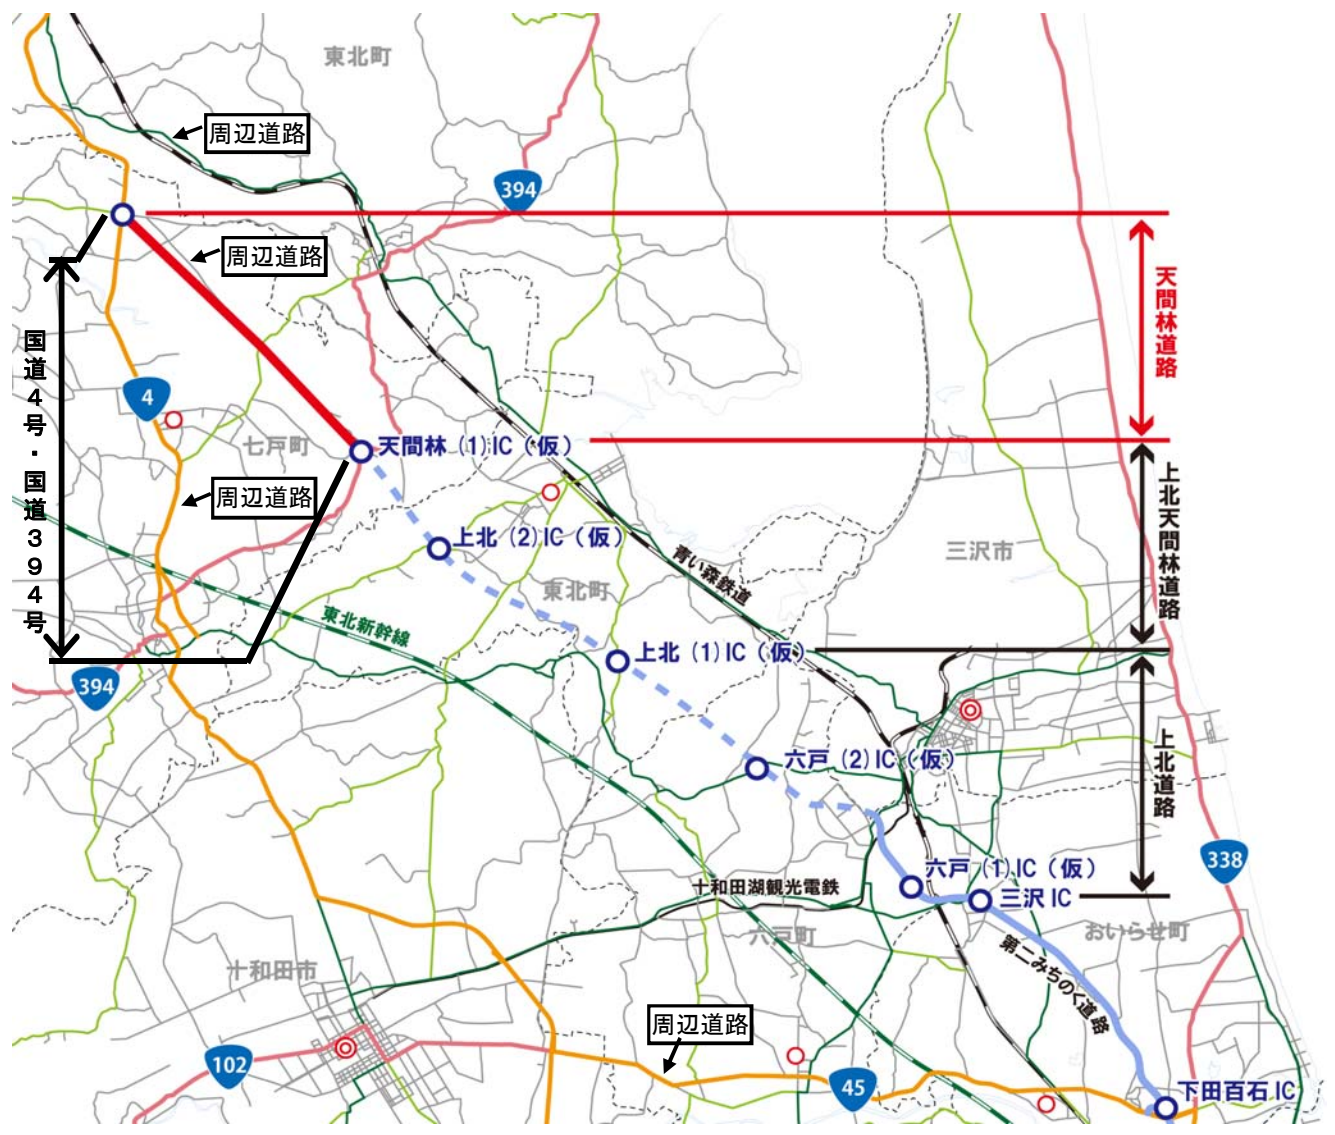 東北町
周辺道路
394
周辺道路
天間林道路
国道4号・国道394号
4
七戸町
天間林(1)IC(仮)
上北天間林道路
周辺道路
上北(2)IC(仮)
青い森鉄道
三沢市
東北町
東北新幹線
上北(1)IC(仮)
394
上北道路
六戸(2)IC(仮)
338
六戸(1)IC(仮)
十和田湖観光電鉄
三沢IC
おいらせ町
六戸町
第二みちのく道路
十和田市
周辺道路
102
45
下田百石IC